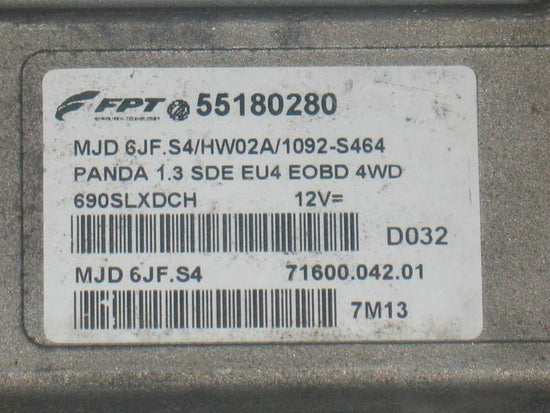 FPT 55180280
MJD 6JF.S4/HW02A/1092-S464
PANDA 1.3 SDE EU4 EOBD 4WD
690SLXDCH 12V=
D032
MJD 6JF.S4 71600.042.01
7M13